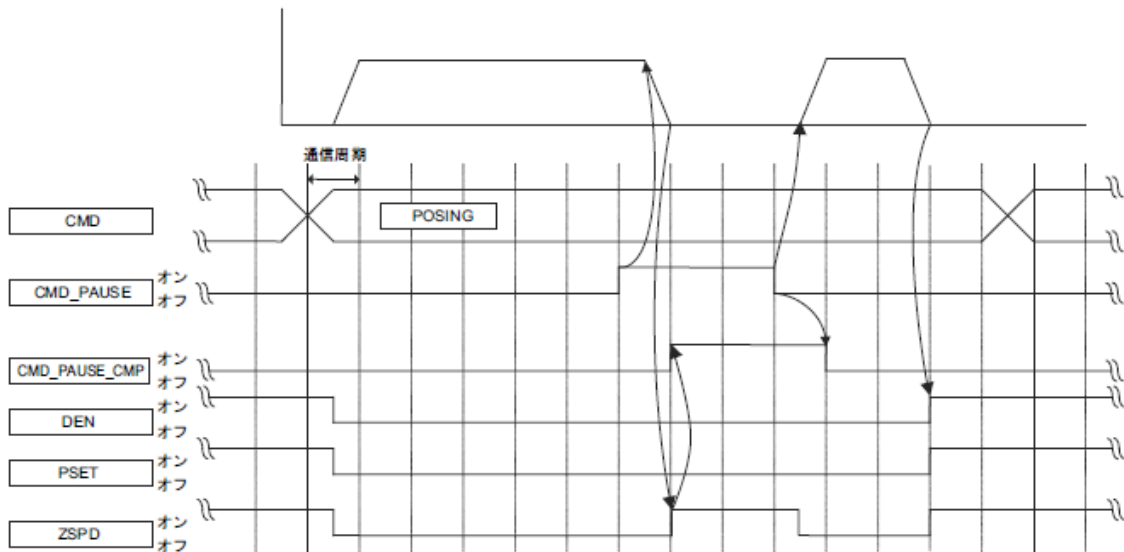 通信周期
CMD
POSING
オン
CMD_PAUSE
オフ
オン
CMD_PAUSE_CMP
オフ
オン
DEN
オフ
オン
PSET
オフ
オン
ZSPD
オフ